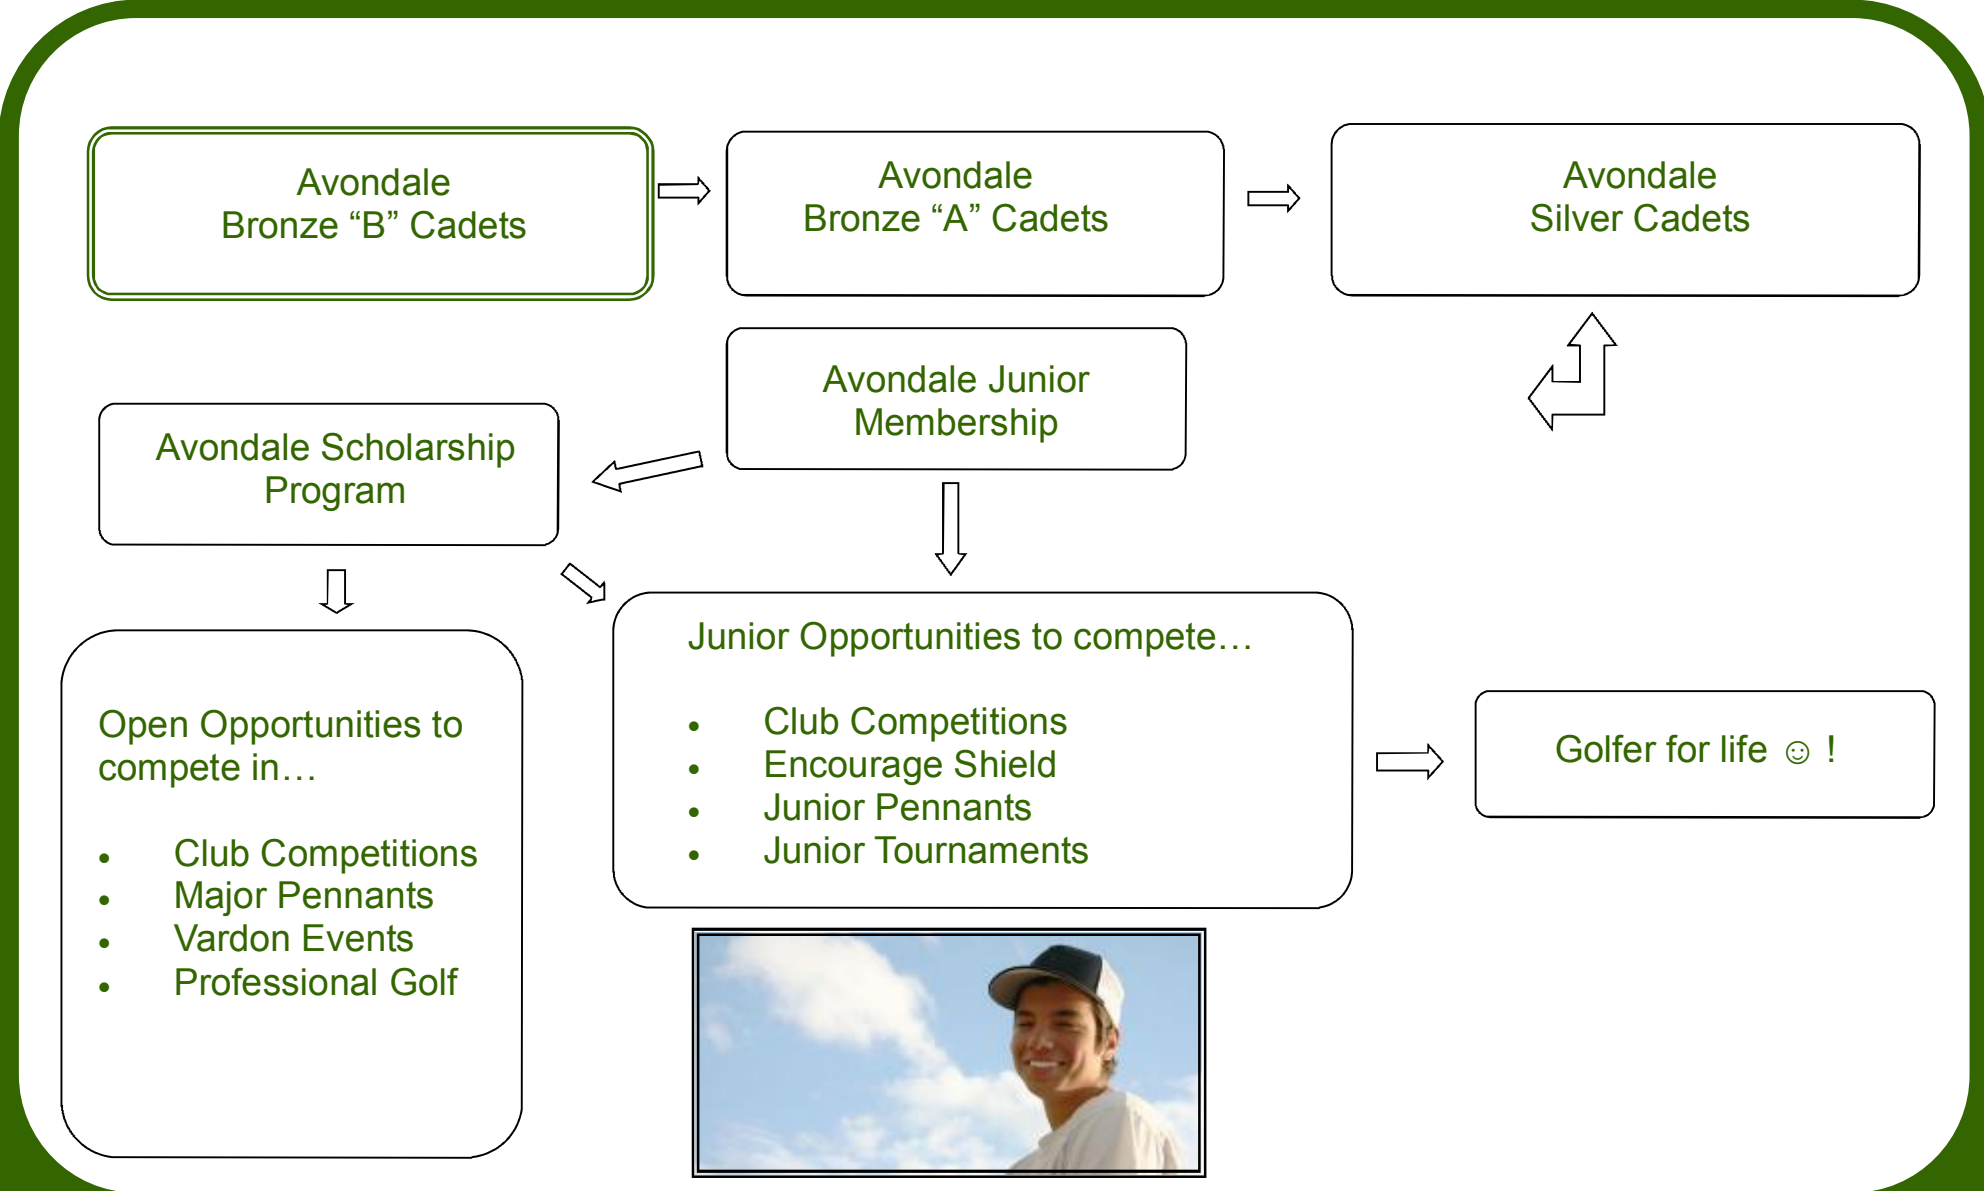 Avondale
Bronze “B” Cadets
Avondale
Bronze “A” Cadets
Avondale
Silver Cadets
Avondale Junior
Membership
Avondale Scholarship
Program
Junior Opportunities to compete…
• Club Competitions
• Encourage Shield
• Junior Pennants
• Junior Tournaments
Open Opportunities to
compete in…
• Club Competitions
• Major Pennants
• Vardon Events
• Professional Golf
Golfer for life ☺ !